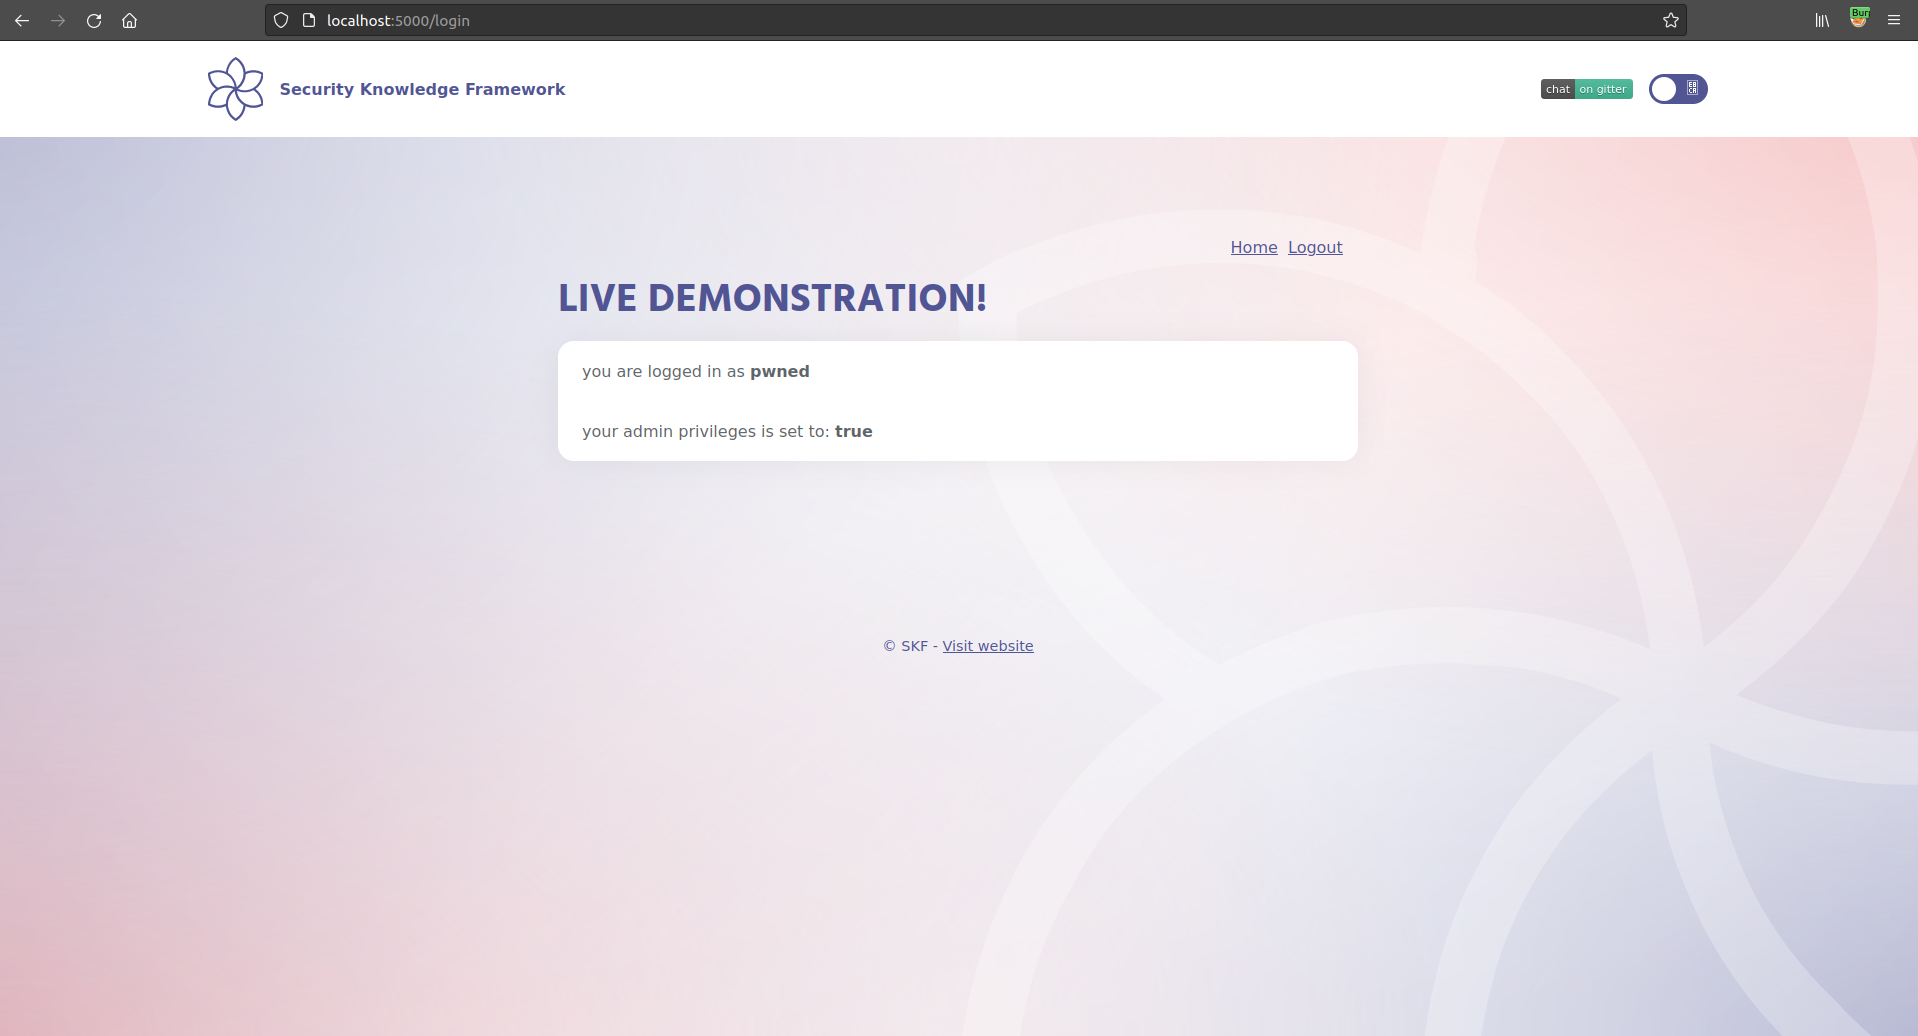 localhost:5000/login
Bur
Security Knowledge Framework
chat on gitter
Home Logout
LIVE DEMONSTRATION!
you are logged in as pwned
your admin privileges is set to: true
© SKF - Visit website